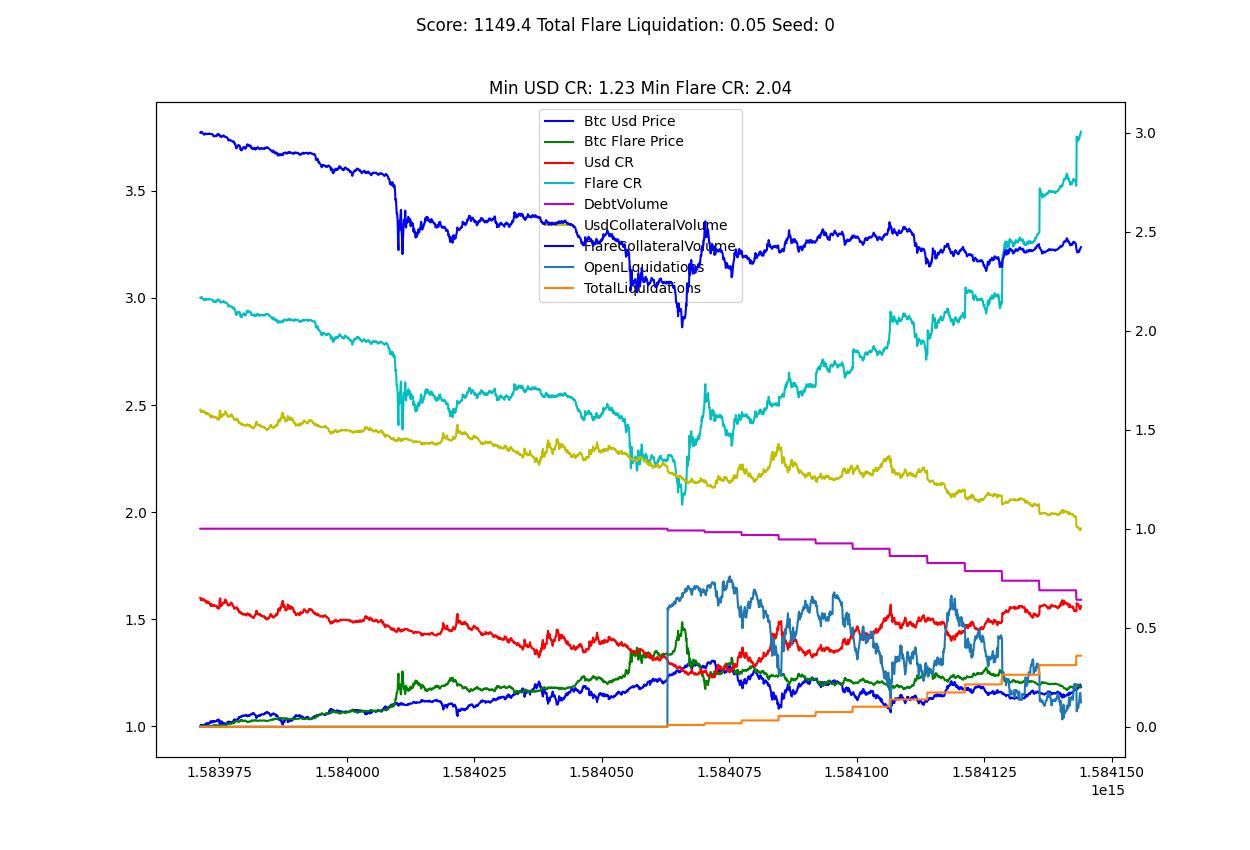 Score: 1149.4 Total Flare Liquidation: 0.05 Seed: 0
Min USD CR: 1.23 Min Flare CR: 2.04
Btc Usd Price
Btc Flare Price
Usd CR
Flare CR
DebtVolume
UsdCollateralVolume
FlareCollateralVolume
OpenLiquidations
TotalLiquidations
3.5
3.0
2.5
2.0
1.5
1.0
3.0
2.5
2.0
1.5
1.0
0.5
0.0
1.583975 1.584000 1.584025 1.584050 1.584075 1.584100 1.584125 1.584150
1e15